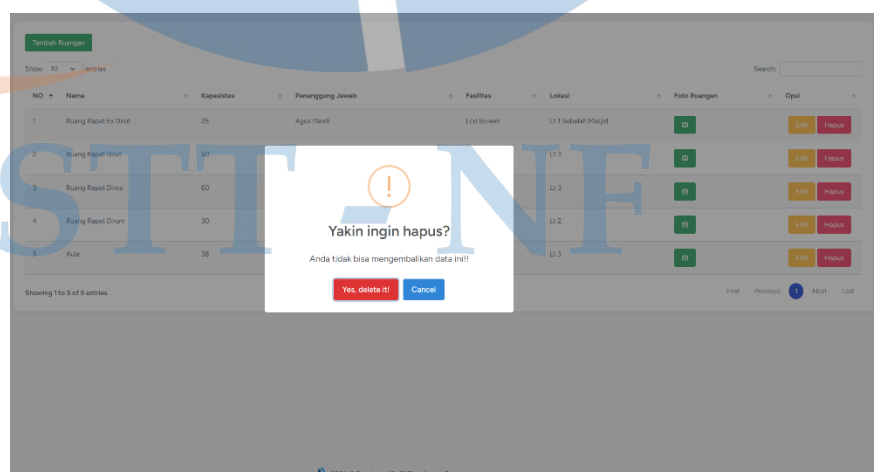 Tambah Ruangan
Show 10 entries
Search:
NO Nama Kapasistas Penanggung Jawab Fasilitas Lokasi Foto Ruangan Opsi
1 Ruang Rapat Ex Dirut 25 Agus Ifandi Lcd Screen Lt 1 Sebelah Masjid Edit Hapus
2 Ruang Rapat Dirut 60 Lt 3 Edit Hapus
3 Ruang Rapat Dirop 60 Lt 3 Edit Hapus
4 Ruang Rapat Dirum 30 Lt 2 Edit Hapus
5 Aula 38 Lt 3 Edit Hapus
STT - NF
!
Yakin ingin hapus?
Anda tidak bisa mengembalikan data ini!!
Yes, delete it! Cancel
Showing 1 to 5 of 5 entries
First Previous 1 Next Last